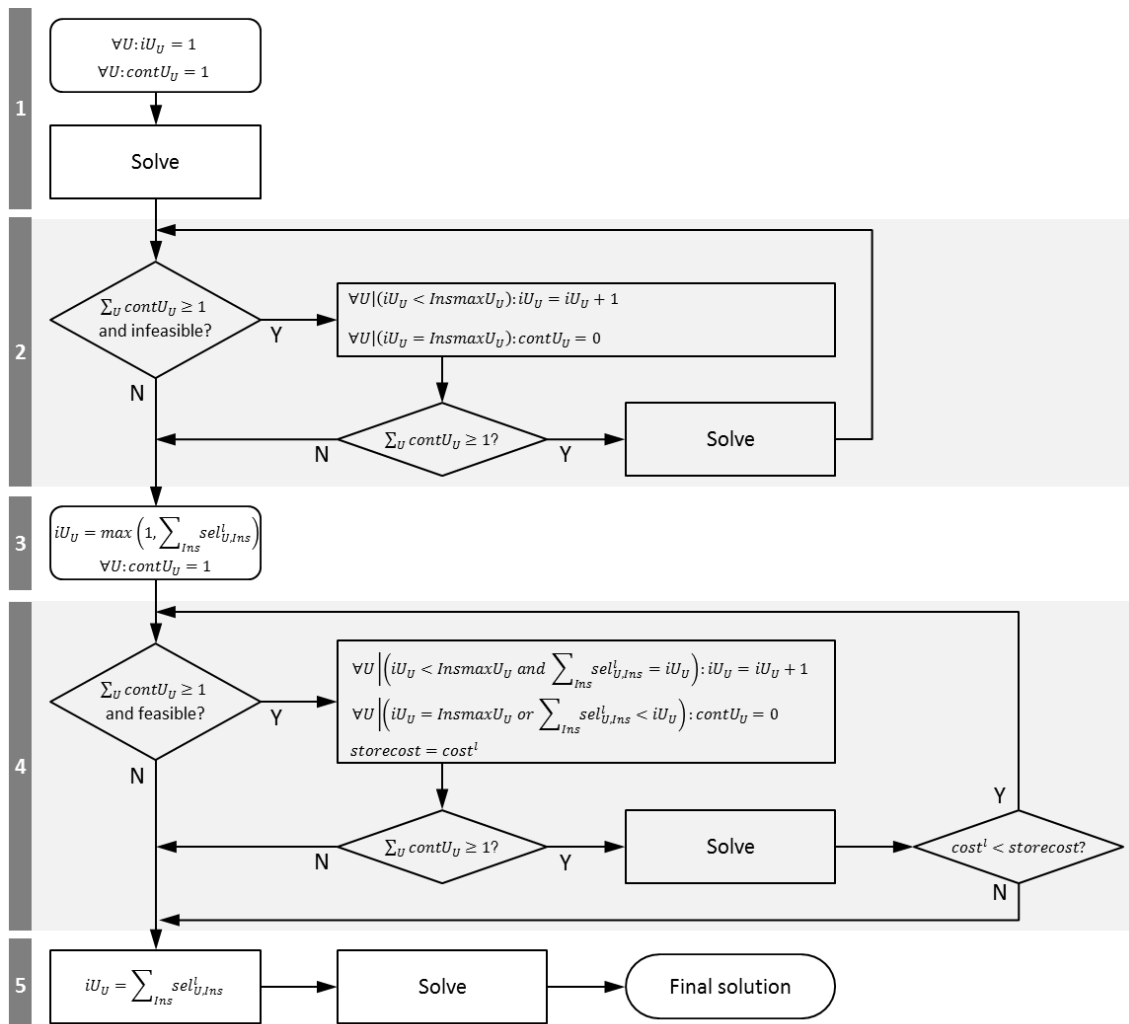 1
∀U: iU_U = 1
∀U: contU_U = 1
Solve
2
∑_U contU_U ≥ 1
and infeasible?
Y
N
∀U|(iU_U < InsmaxU_U): iU_U = iU_U + 1
∀U|(iU_U = InsmaxU_U): contU_U = 0
∑_U contU_U ≥ 1?
N
Y
Solve
3
iU_U = max(1, ∑_Ins sel^l_U,Ins)
∀U: contU_U = 1
4
∑_U contU_U ≥ 1
and feasible?
Y
N
∀U|(iU_U < InsmaxU_U and ∑_Ins sel^l_U,Ins = iU_U): iU_U = iU_U + 1
∀U|(iU_U = InsmaxU_U or ∑_Ins sel^l_U,Ins < iU_U): contU_U = 0
storecost = cost^l
∑_U contU_U ≥ 1?
N
Y
Solve
cost^l < storecost?
Y
N
5
iU_U = ∑_Ins sel^l_U,Ins
Solve
Final solution